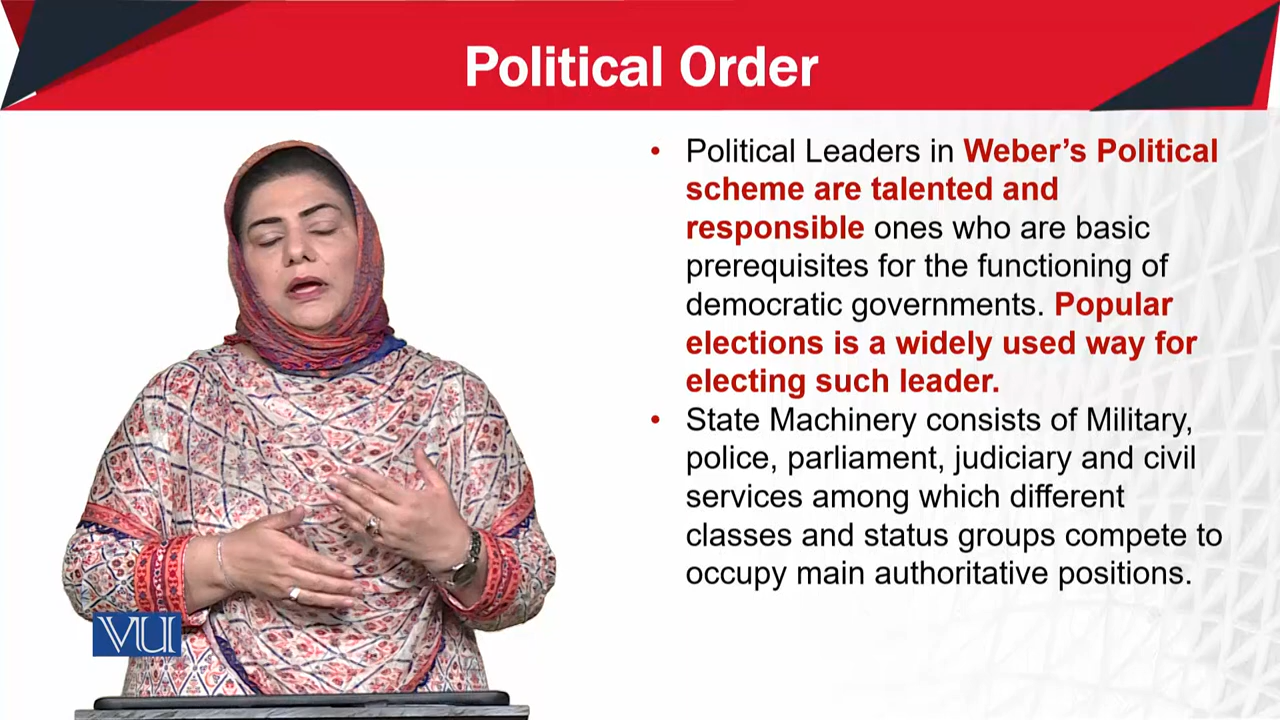 Political Order
• Political Leaders in Weber’s Political
scheme are talented and
responsible ones who are basic
prerequisites for the functioning of
democratic governments. Popular
elections is a widely used way for
electing such leader.
• State Machinery consists of Military,
police, parliament, judiciary and civil
services among which different
classes and status groups compete to
occupy main authoritative positions.
VU